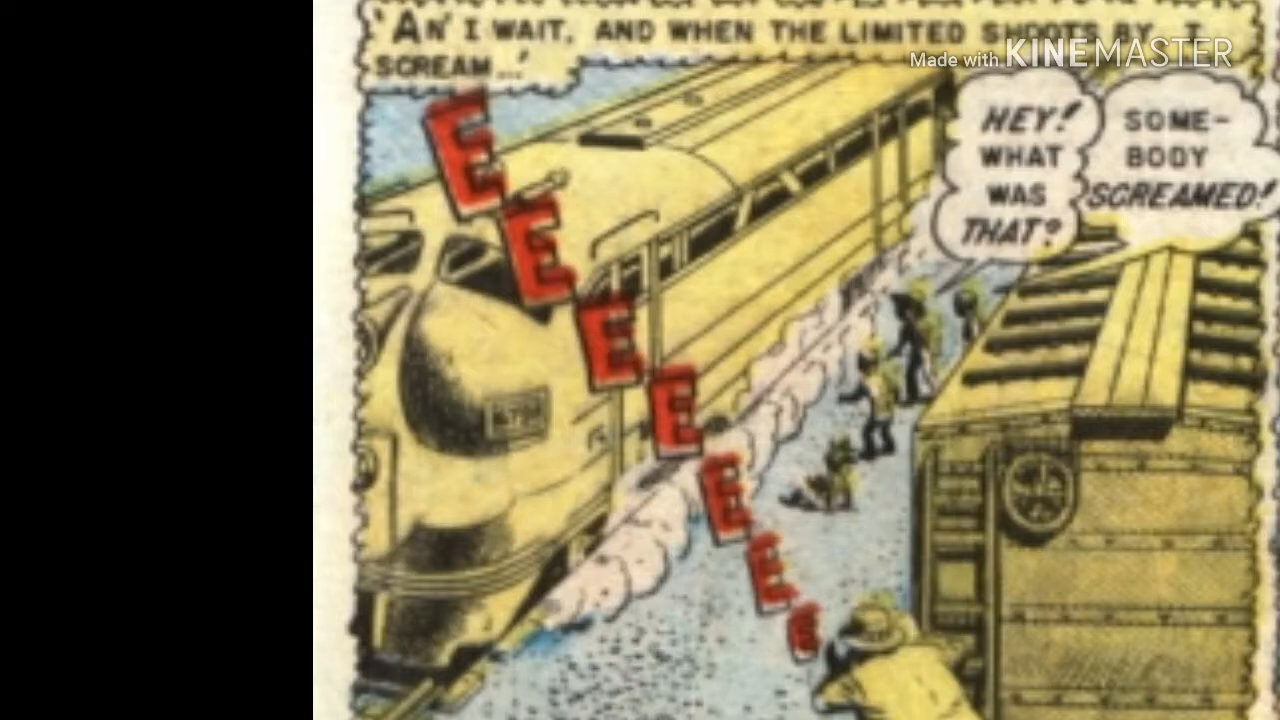 'AN' I WAIT, AND WHEN THE LIMITED SHOOTS BY, I
SCREAM...'
Made with KINEMASTER
HEY!
WHAT
WAS
THAT?
SOME-
BODY
SCREAMED!
E
E
E
E
E
E
E